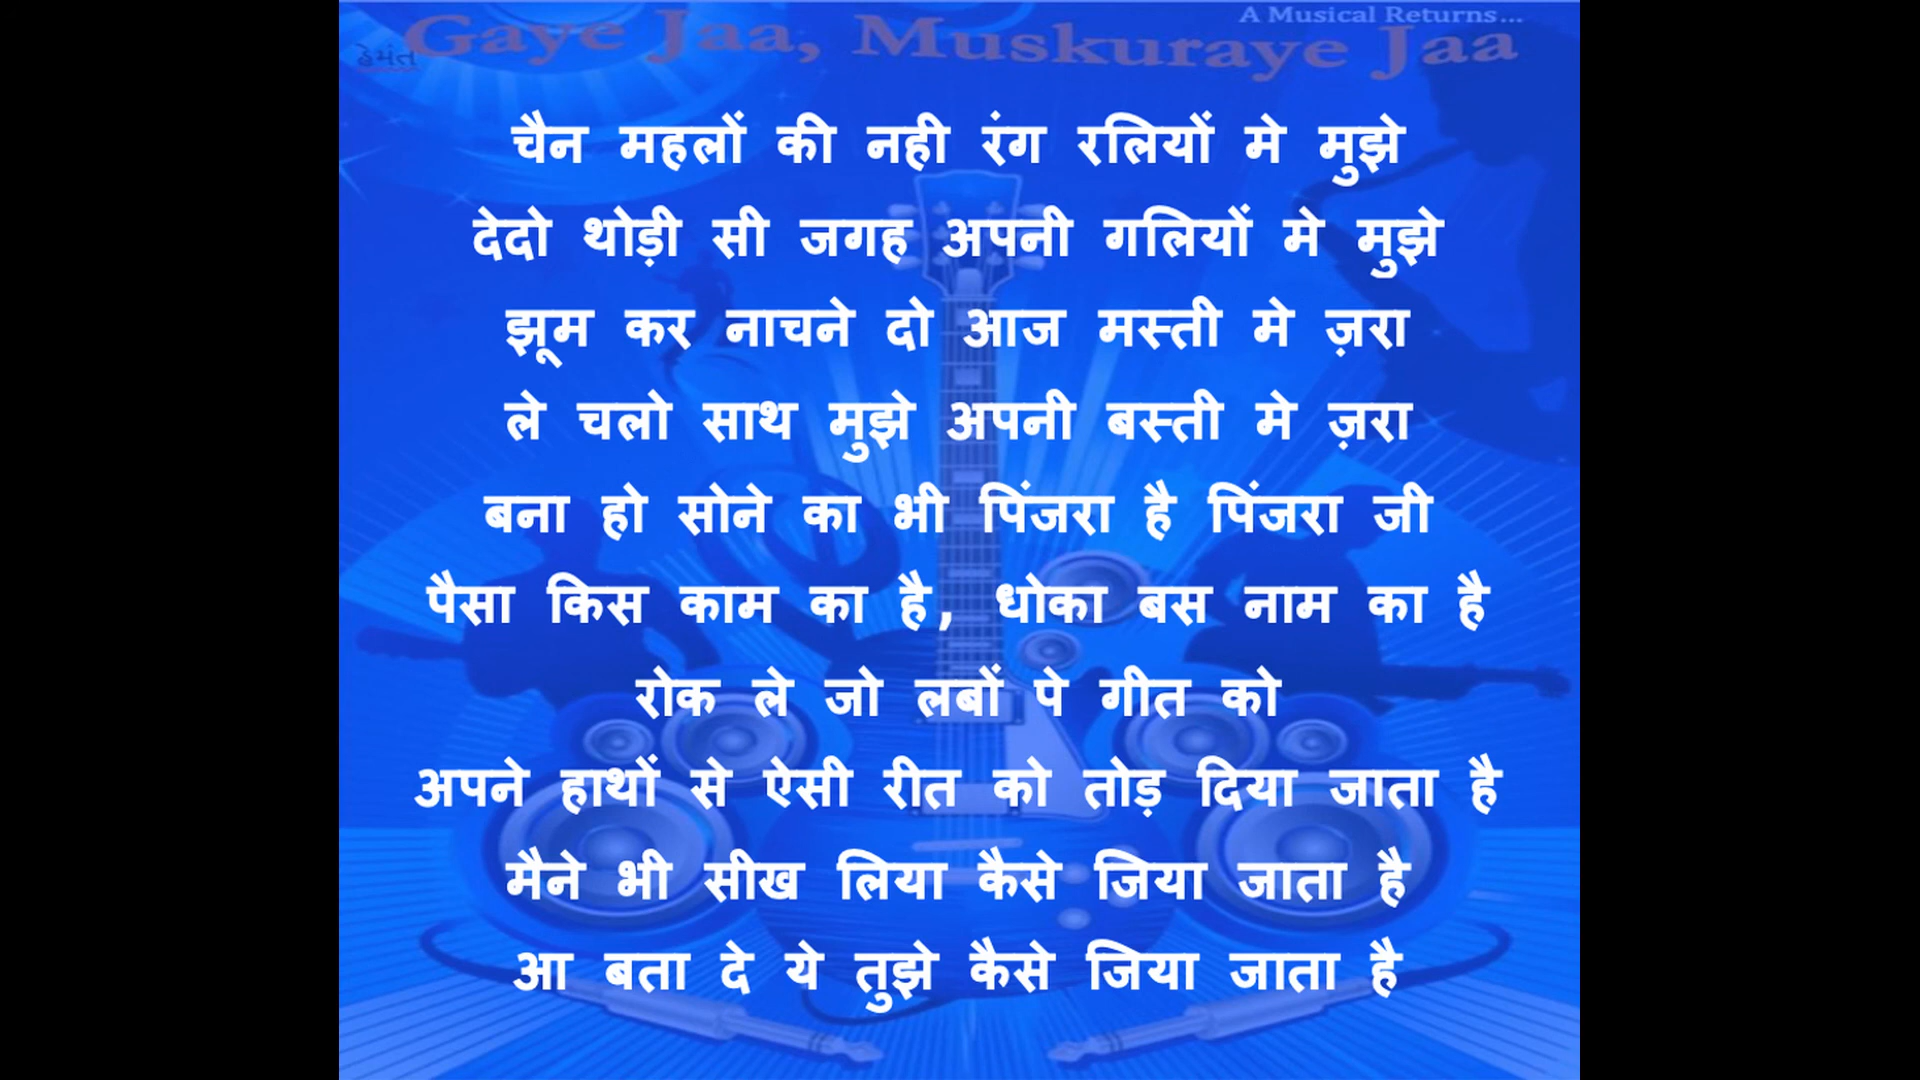 A Musical Returns...
હેમંત Gaye Jaa, Muskuraye Jaa
चैन महलों की नही रंग रलियों मे मुझे
देदो थोड़ी सी जगह अपनी गलियों मे मुझे
झूम कर नाचने दो आज मस्ती मे ज़रा
ले चलो साथ मुझे अपनी बस्ती मे ज़रा
बना हो सोने का भी पिंजरा है पिंजरा जी
पैसा किस काम का है, धोका बस नाम का है
रोक ले जो लबों पे गीत को
अपने हाथों से ऐसी रीत को तोड़ दिया जाता है
मैने भी सीख लिया कैसे जिया जाता है
आ बता दे ये तुझे कैसे जिया जाता है